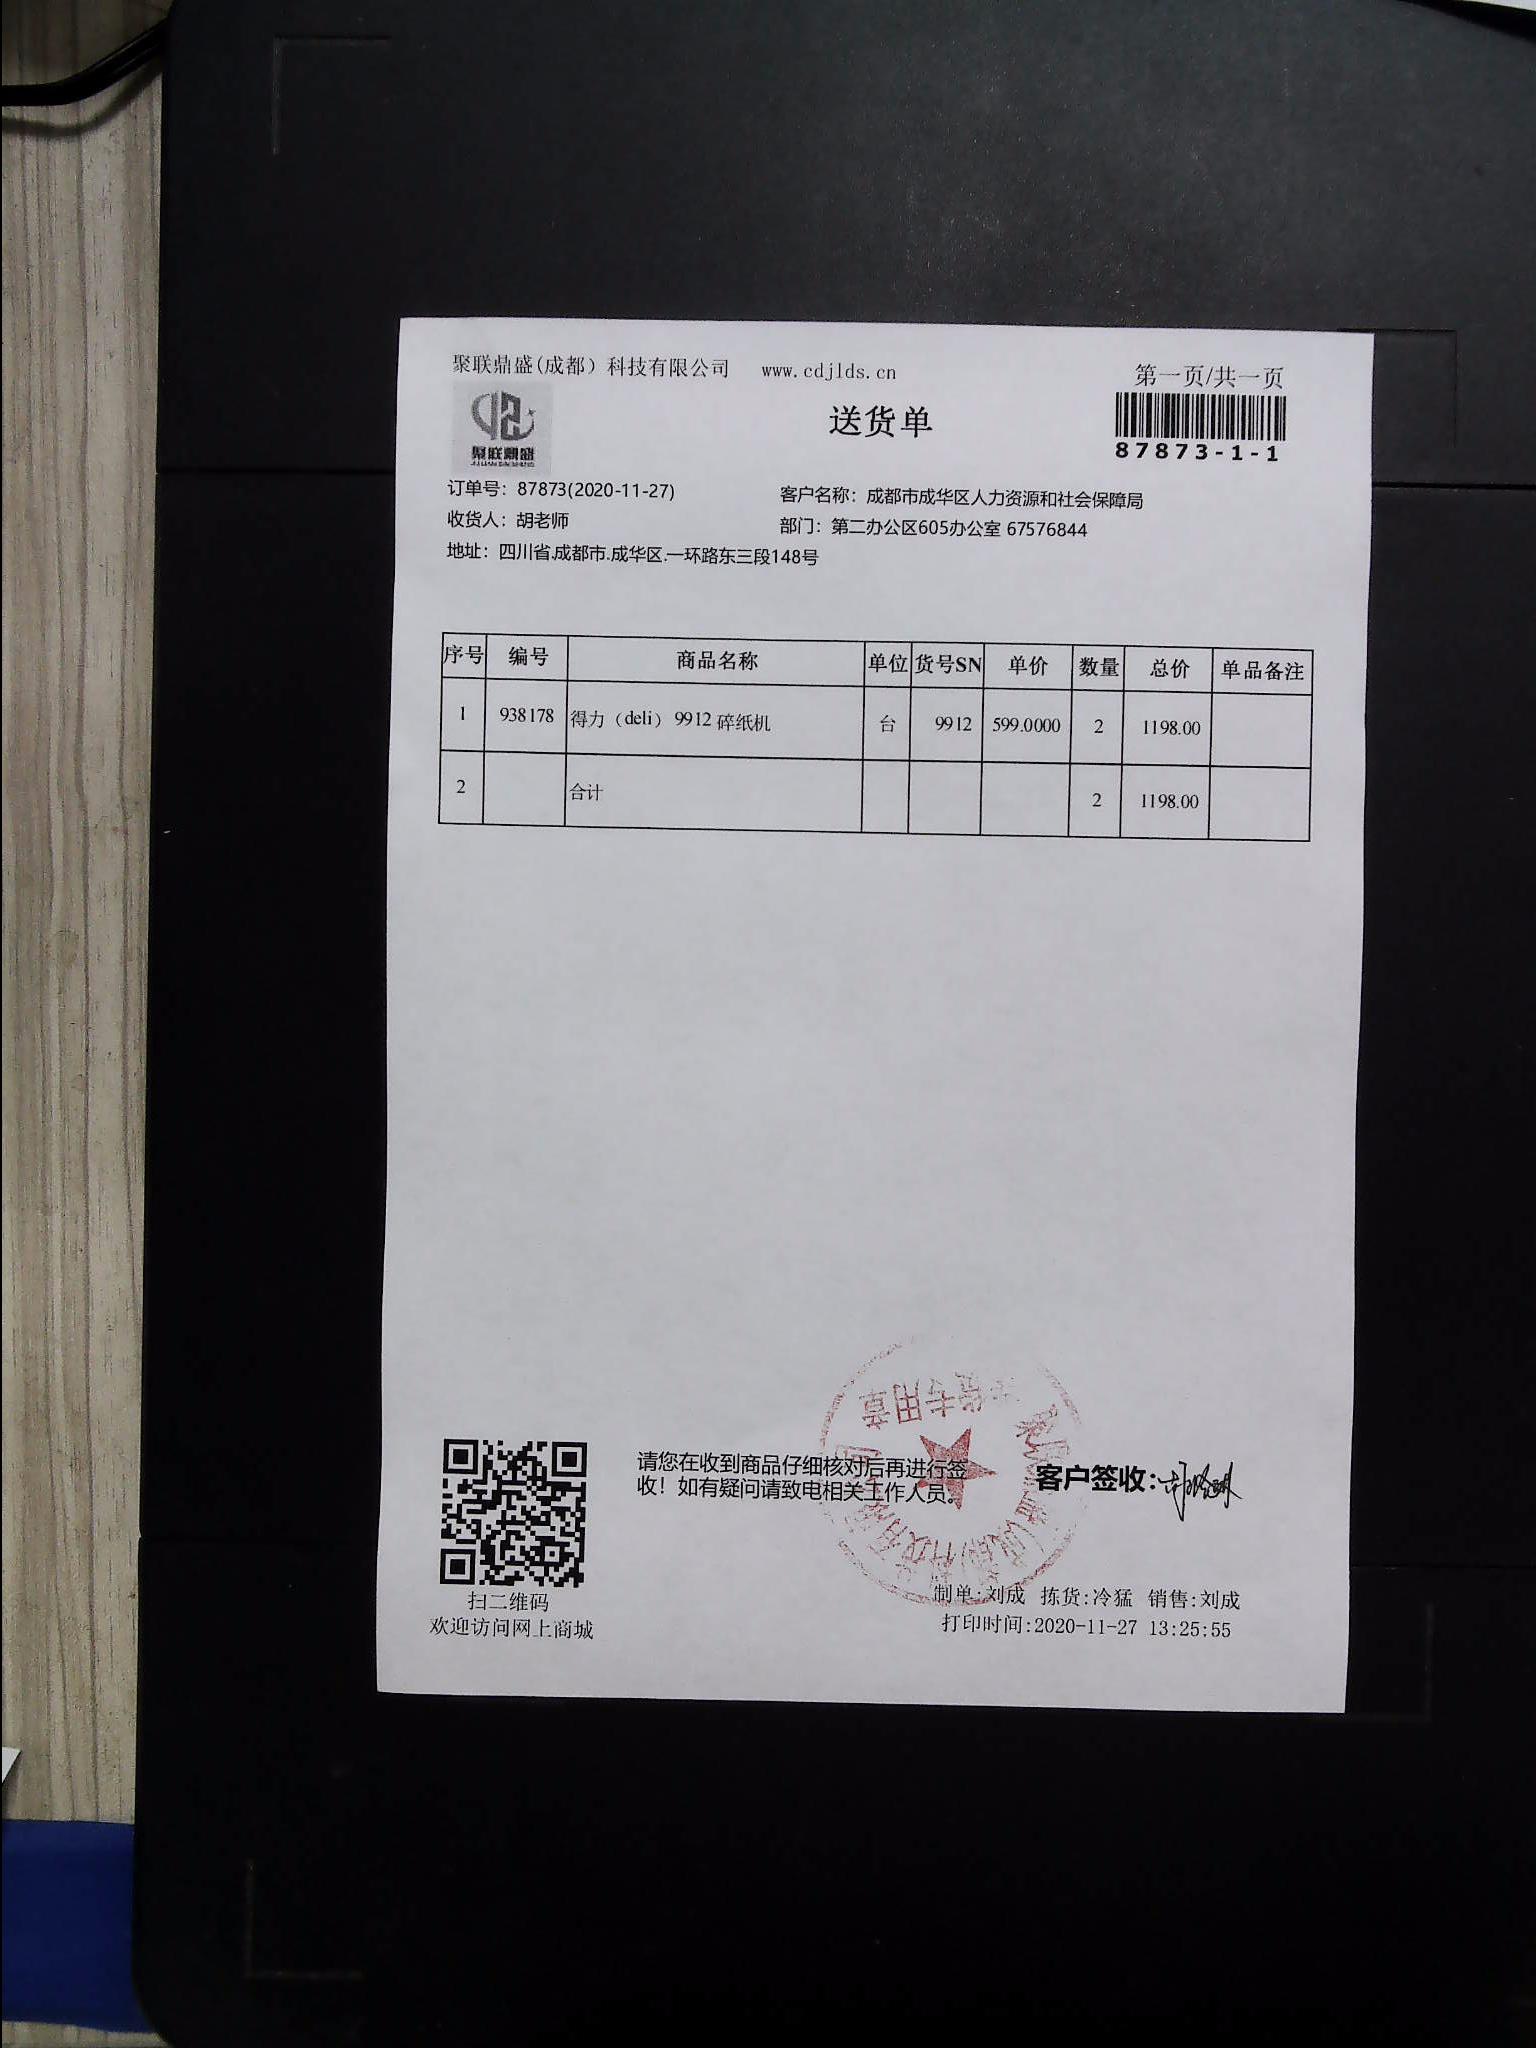 聚联鼎盛(成都）科技有限公司 www.cdjlds.cn
第一页/共一页
送货单
聚联鼎盛
87873-1-1
订单号：87873(2020-11-27)
客户名称：成都市成华区人力资源和社会保障局
收货人：胡老师
部门：第二办公区605办公室 67576844
地址：四川省.成都市.成华区.一环路东三段148号
序号 编号 商品名称 单位 货号SN 单价 数量 总价 单品备注
1 938178 得力（deli）9912 碎纸机 台 9912 599.0000 2 1198.00
2 合计 2 1198.00
请您在收到商品仔细核对后再进行签
收！如有疑问请致电相关工作人员。
客户签收：
扫二维码
欢迎访问网上商城
制单:刘成 拣货:冷猛 销售:刘成
打印时间:2020-11-27 13:25:55